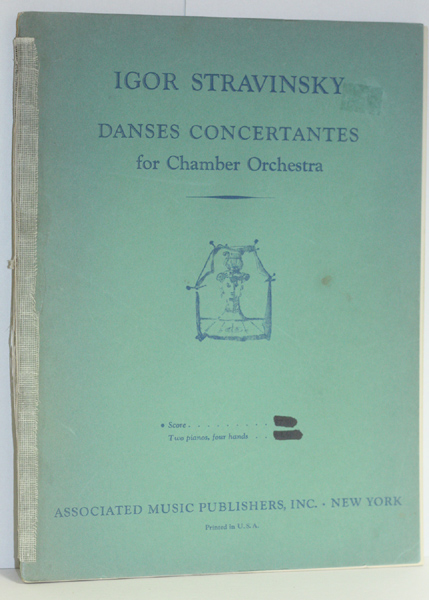 IGOR STRAVINSKY
DANSES CONCERTANTES
for Chamber Orchestra
• Score . . . . . . . . .
Two pianos, four hands . .
ASSOCIATED MUSIC PUBLISHERS, INC. · NEW YORK
Printed in U.S.A.